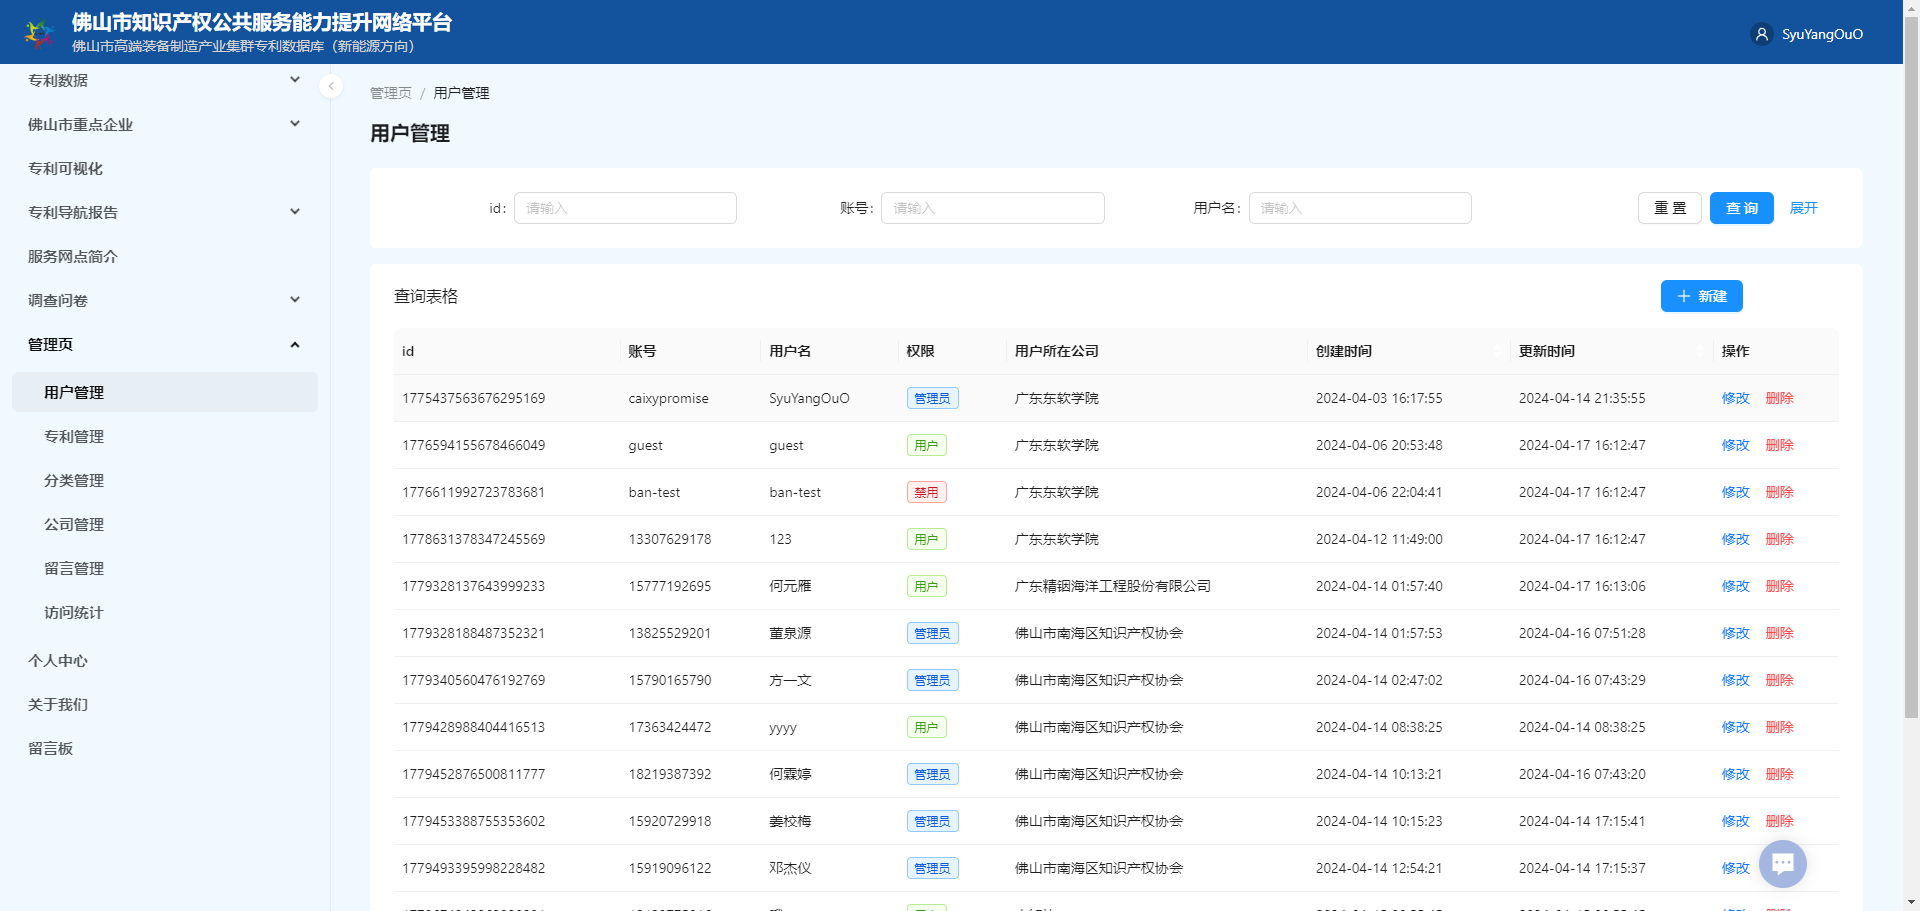 佛山市知识产权公共服务能力提升网络平台
佛山市高端装备制造产业集群专利数据库（新能源方向）
SyuYangOuO
专利数据
佛山市重点企业
专利可视化
专利导航报告
服务网点简介
调查问卷
管理页
用户管理
专利管理
分类管理
公司管理
留言管理
访问统计
个人中心
关于我们
留言板
管理页 / 用户管理
用户管理
id: 请输入 账号: 请输入 用户名: 请输入 重 置 查 询 展开
查询表格 新建
id 账号 用户名 权限 用户所在公司 创建时间 更新时间 操作
1775437563676295169 caixypromise SyuYangOuO 管理员 广东东软学院 2024-04-03 16:17:55 2024-04-14 21:35:55 修改 删除
1776594155678466049 guest guest 用户 广东东软学院 2024-04-06 20:53:48 2024-04-17 16:12:47 修改 删除
1776611992723783681 ban-test ban-test 禁用 广东东软学院 2024-04-06 22:04:41 2024-04-17 16:12:47 修改 删除
1778631378347245569 13307629178 123 用户 广东东软学院 2024-04-12 11:49:00 2024-04-17 16:12:47 修改 删除
1779328137643999233 15777192695 何元雁 用户 广东精铟海洋工程股份有限公司 2024-04-14 01:57:40 2024-04-17 16:13:06 修改 删除
1779328188487352321 13825529201 董泉源 管理员 佛山市南海区知识产权协会 2024-04-14 01:57:53 2024-04-16 07:51:28 修改 删除
1779340560476192769 15790165790 方一文 管理员 佛山市南海区知识产权协会 2024-04-14 02:47:02 2024-04-16 07:43:29 修改 删除
1779428988404416513 17363424472 yyyy 用户 佛山市南海区知识产权协会 2024-04-14 08:38:25 2024-04-14 08:38:25 修改 删除
1779452876500811777 18219387392 何霖婷 管理员 佛山市南海区知识产权协会 2024-04-14 10:13:21 2024-04-16 07:43:20 修改 删除
1779453388755353602 15920729918 姜校梅 管理员 佛山市南海区知识产权协会 2024-04-14 10:15:23 2024-04-14 17:15:41 修改 删除
1779493395998228482 15919096122 邓杰仪 管理员 佛山市南海区知识产权协会 2024-04-14 12:54:21 2024-04-14 17:15:37 修改